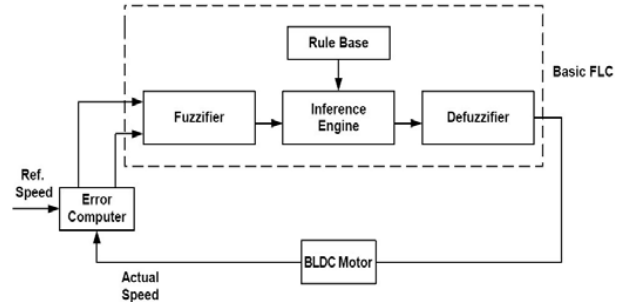 Rule Base
Basic FLC
Fuzzifier
Inference
Engine
Defuzzifier
Ref.
Speed
Error
Computer
BLDC Motor
Actual
Speed